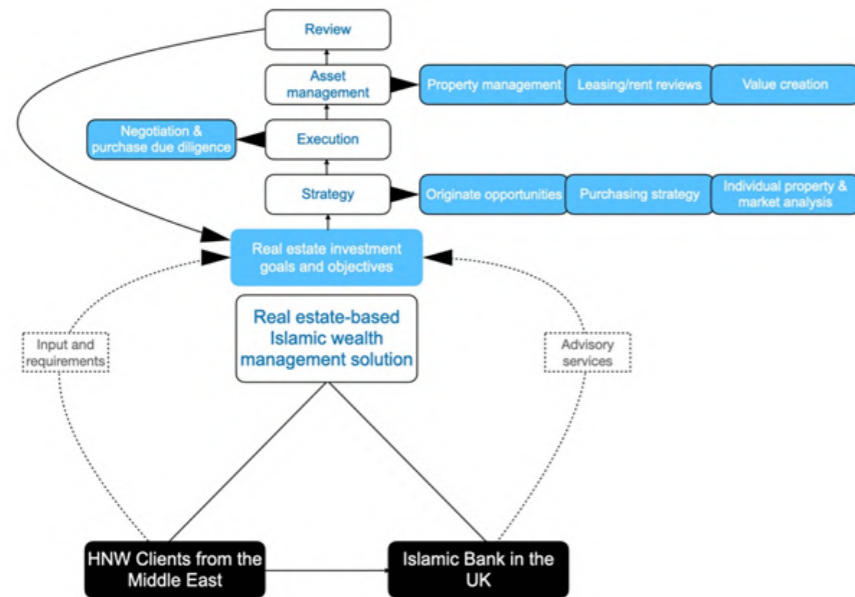 Review
Asset
management
Property management
Leasing/rent reviews
Value creation
Negotiation &
purchase due diligence
Execution
Strategy
Originate opportunities
Purchasing strategy
Individual property &
market analysis
Real estate investment
goals and objectives
Real estate-based
Islamic wealth
management solution
Input and
requirements
Advisory
services
HNW Clients from the
Middle East
Islamic Bank in the
UK